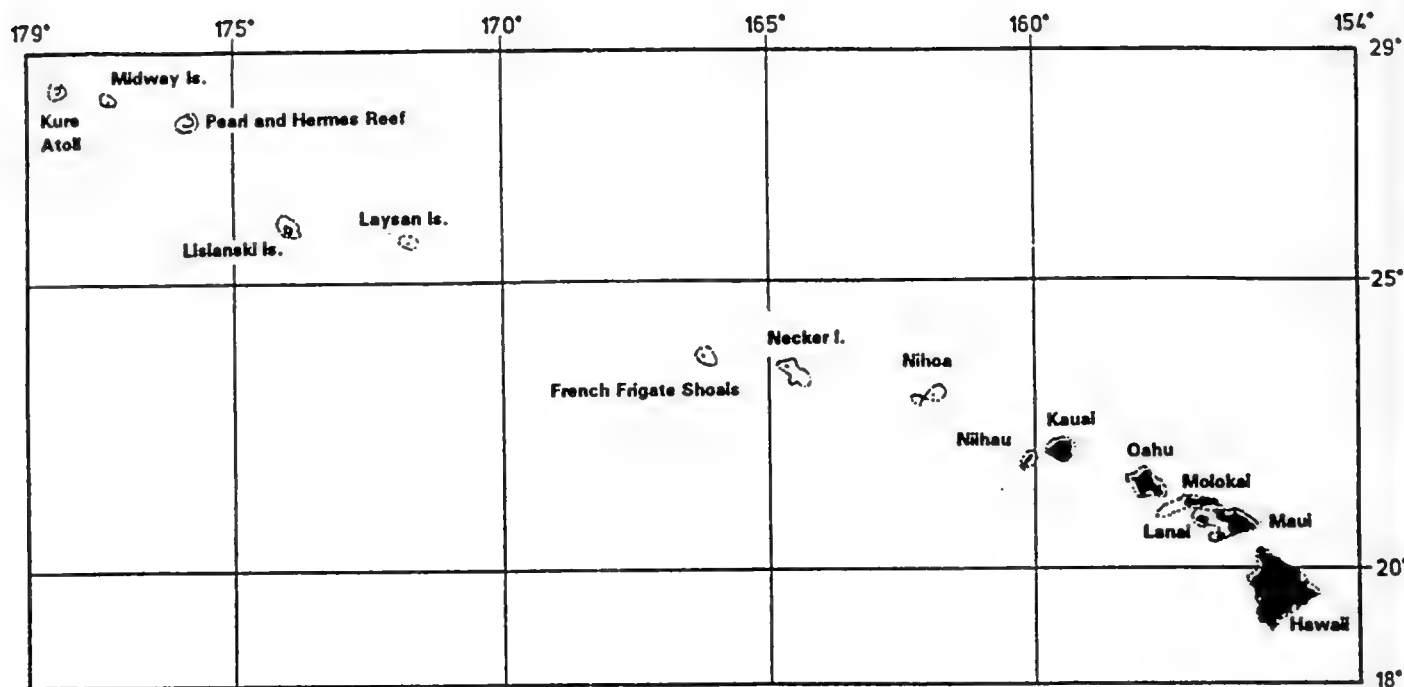 179° 175° 170° 165° 160° 154°
29°
Midway Is.
Kure
Atoll
Pearl and Hermes Reef
Laysan Is.
Lisianski Is.
25°
Necker I.
Nihoa
French Frigate Shoals
Kauai
Niihau
Oahu
Molokai
Lanai
Maui
20°
Hawaii
18°